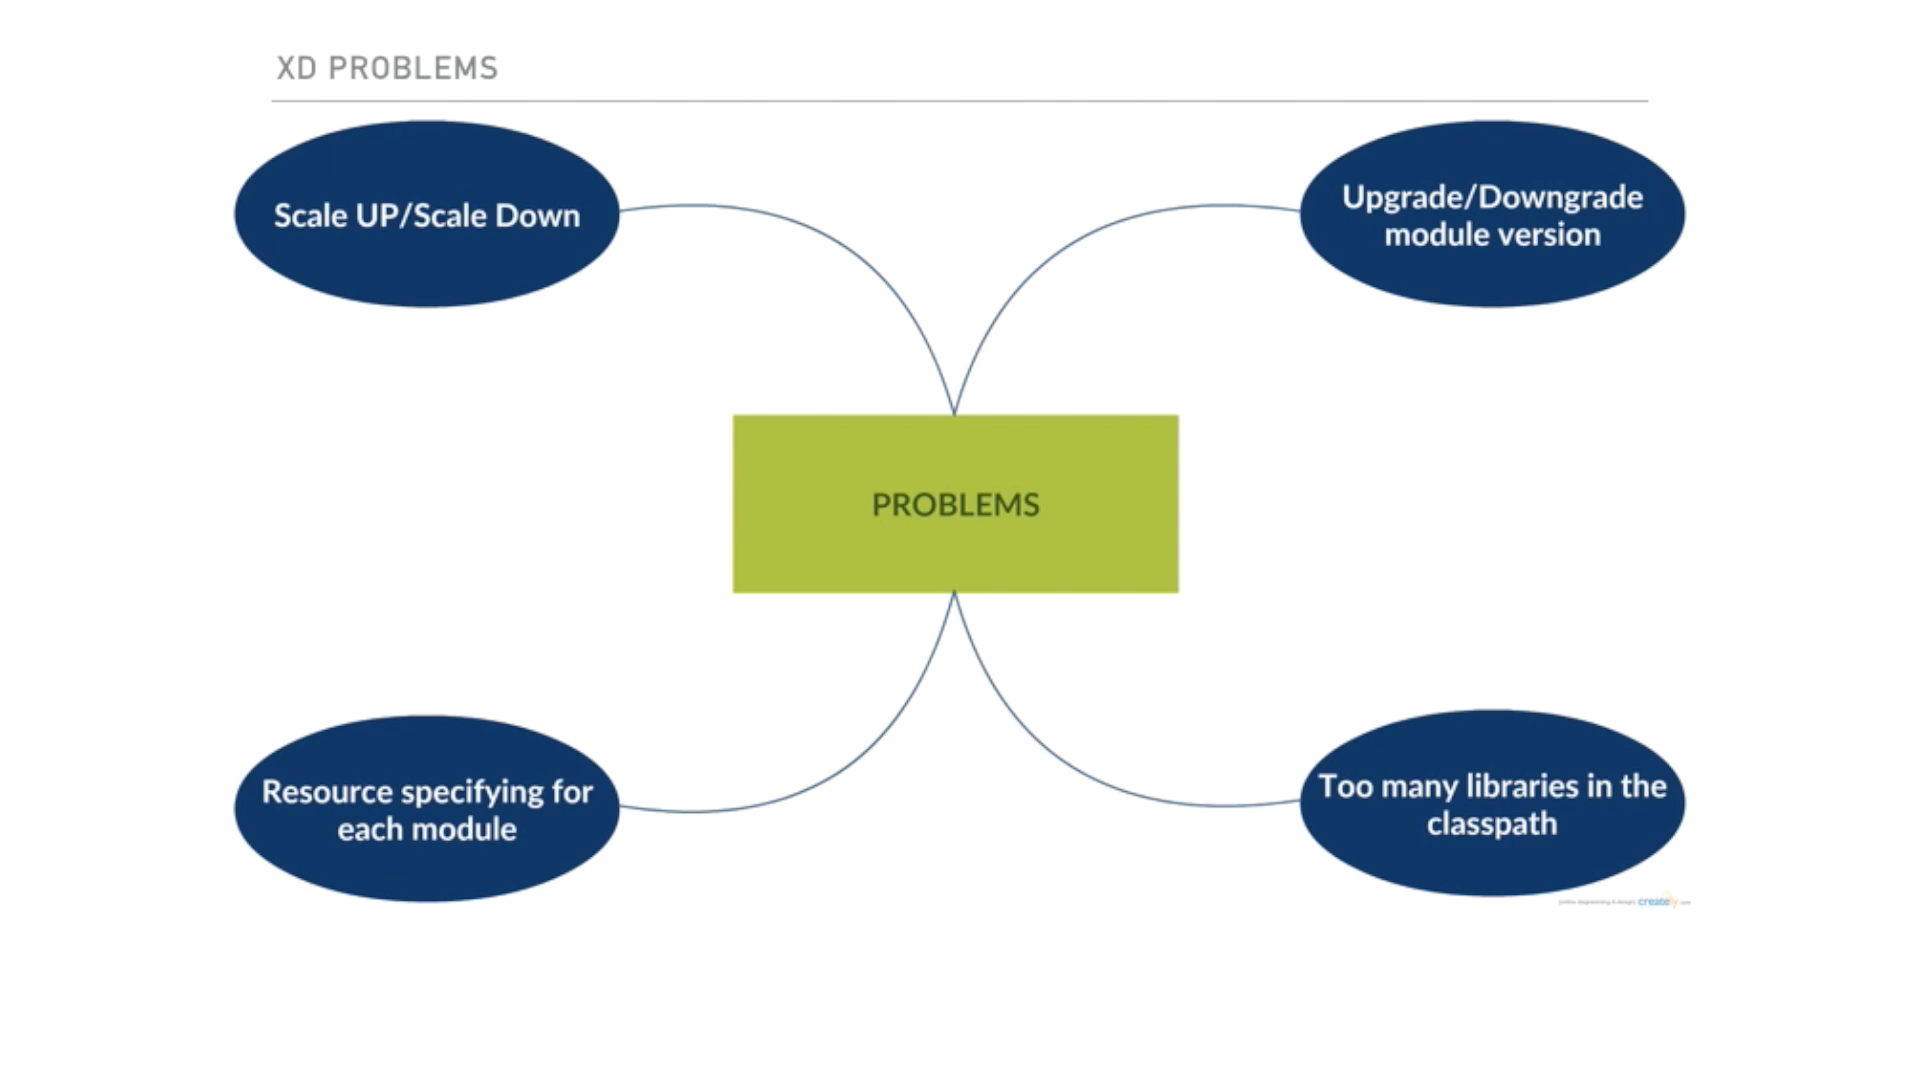 XD PROBLEMS
Scale UP/Scale Down
Upgrade/Downgrade
module version
PROBLEMS
Resource specifying for
each module
Too many libraries in the
classpath
creately